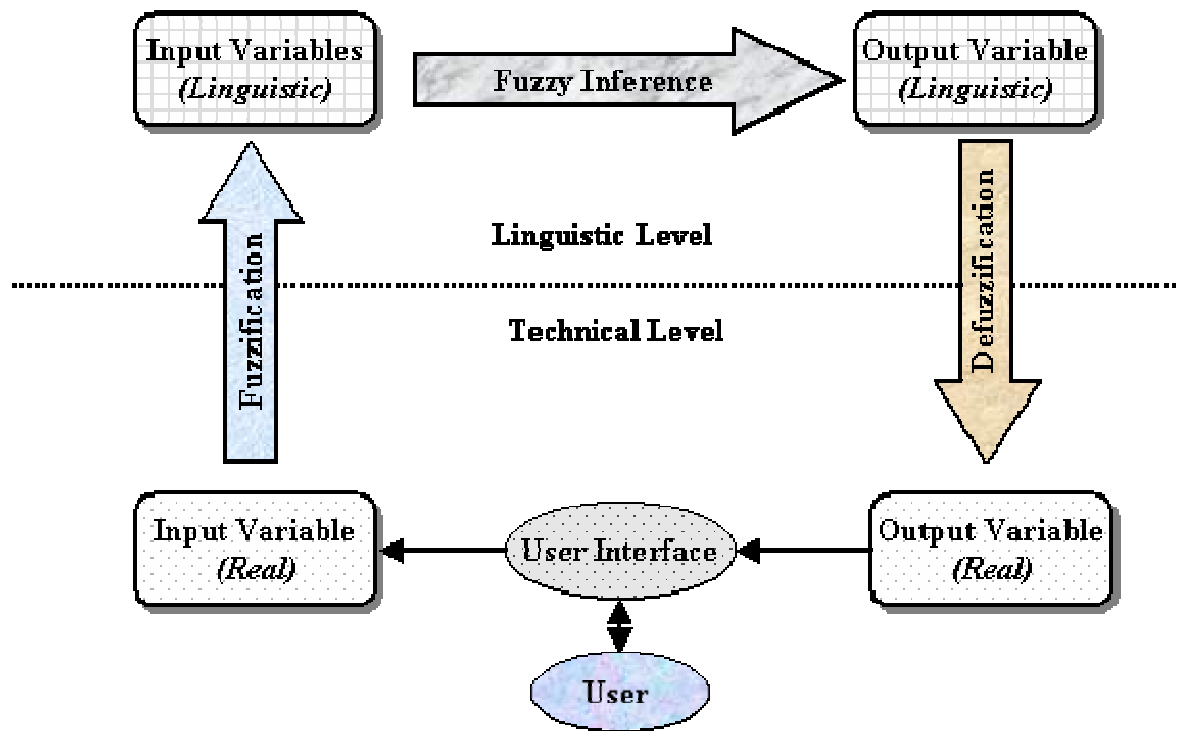 Input Variables
(Linguistic)
Fuzzy Inference
Output Variable
(Linguistic)
Fuzzification
Defuzzification
Linguistic Level
Technical Level
Input Variable
(Real)
User Interface
Output Variable
(Real)
User